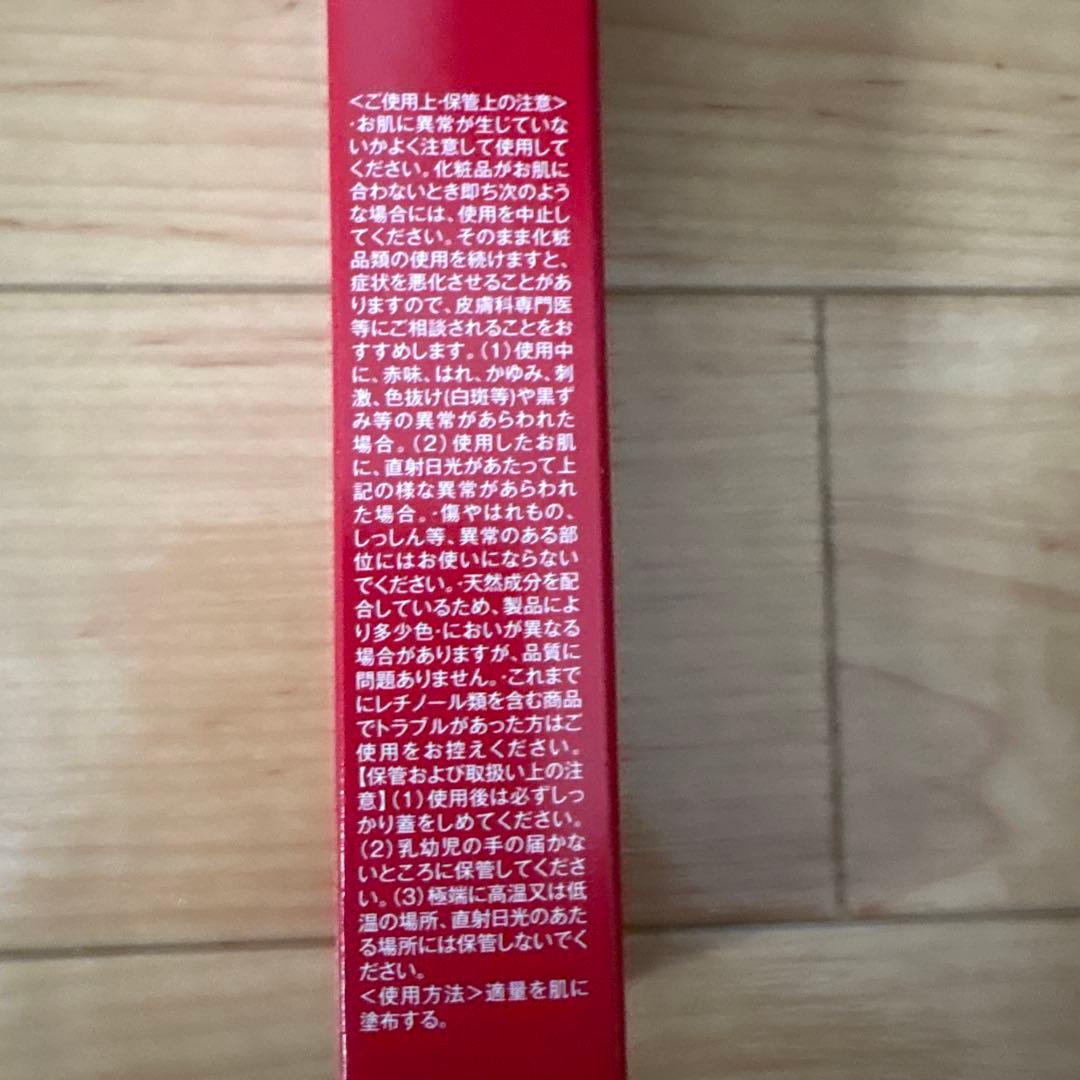 <ご使用上・保管上の注意>
・お肌に異常が生じていな
いかよく注意して使用して
ください。化粧品がお肌に
合わないとき即ち次のよう
な場合には、使用を中止し
てください。そのまま化粧
品類の使用を続けますと、
症状を悪化させることがあ
りますので、皮膚科専門医
等にご相談されることをお
すすめします。(1)使用中
に、赤味、はれ、かゆみ、刺
激、色抜け(白斑等)や黒ず
み等の異常があらわれた
場合。(2)使用したお肌
に、直射日光があたって上
記の様な異常があらわれ
た場合。・傷やはれもの、
しっしん等、異常のある部
位にはお使いにならない
でください。・天然成分を配
合しているため、製品によ
り多少色・においが異なる
場合がありますが、品質に
問題ありません。・これまで
にレチノール類を含む商品
でトラブルがあった方はご
使用をお控えください。
【保管および取扱い上の注
意】(1)使用後は必ずしっ
かり蓋をしめてください。
(2)乳幼児の手の届かな
いところに保管してくださ
い。(3)極端に高温又は低
温の場所、直射日光のあた
る場所には保管しないでく
ださい。
<使用方法>適量を肌に
塗布する。